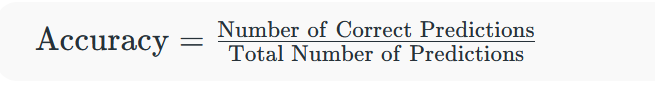 Accuracy = Number of Correct Predictions / Total Number of Predictions